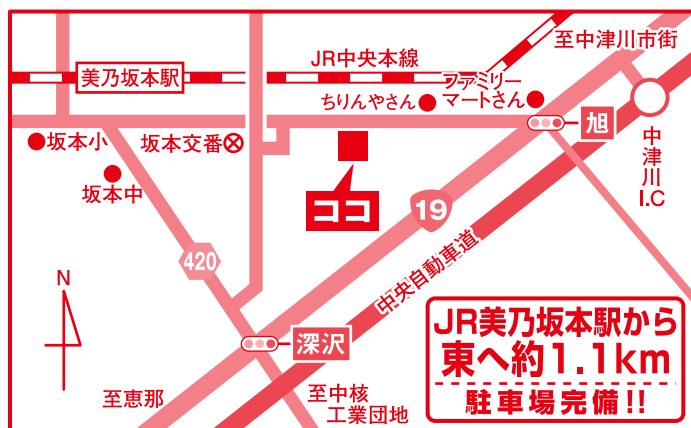 至中津川市街
JR中央本線
美乃坂本駅
ファミリー
マートさん
ちりんやさん
旭
坂本小
坂本交番
坂本中
ココ
中津川I.C
19
420
中央自動車道
N
深沢
JR美乃坂本駅から
東へ約1.1km
駐車場完備!!
至恵那
至中核
工業団地